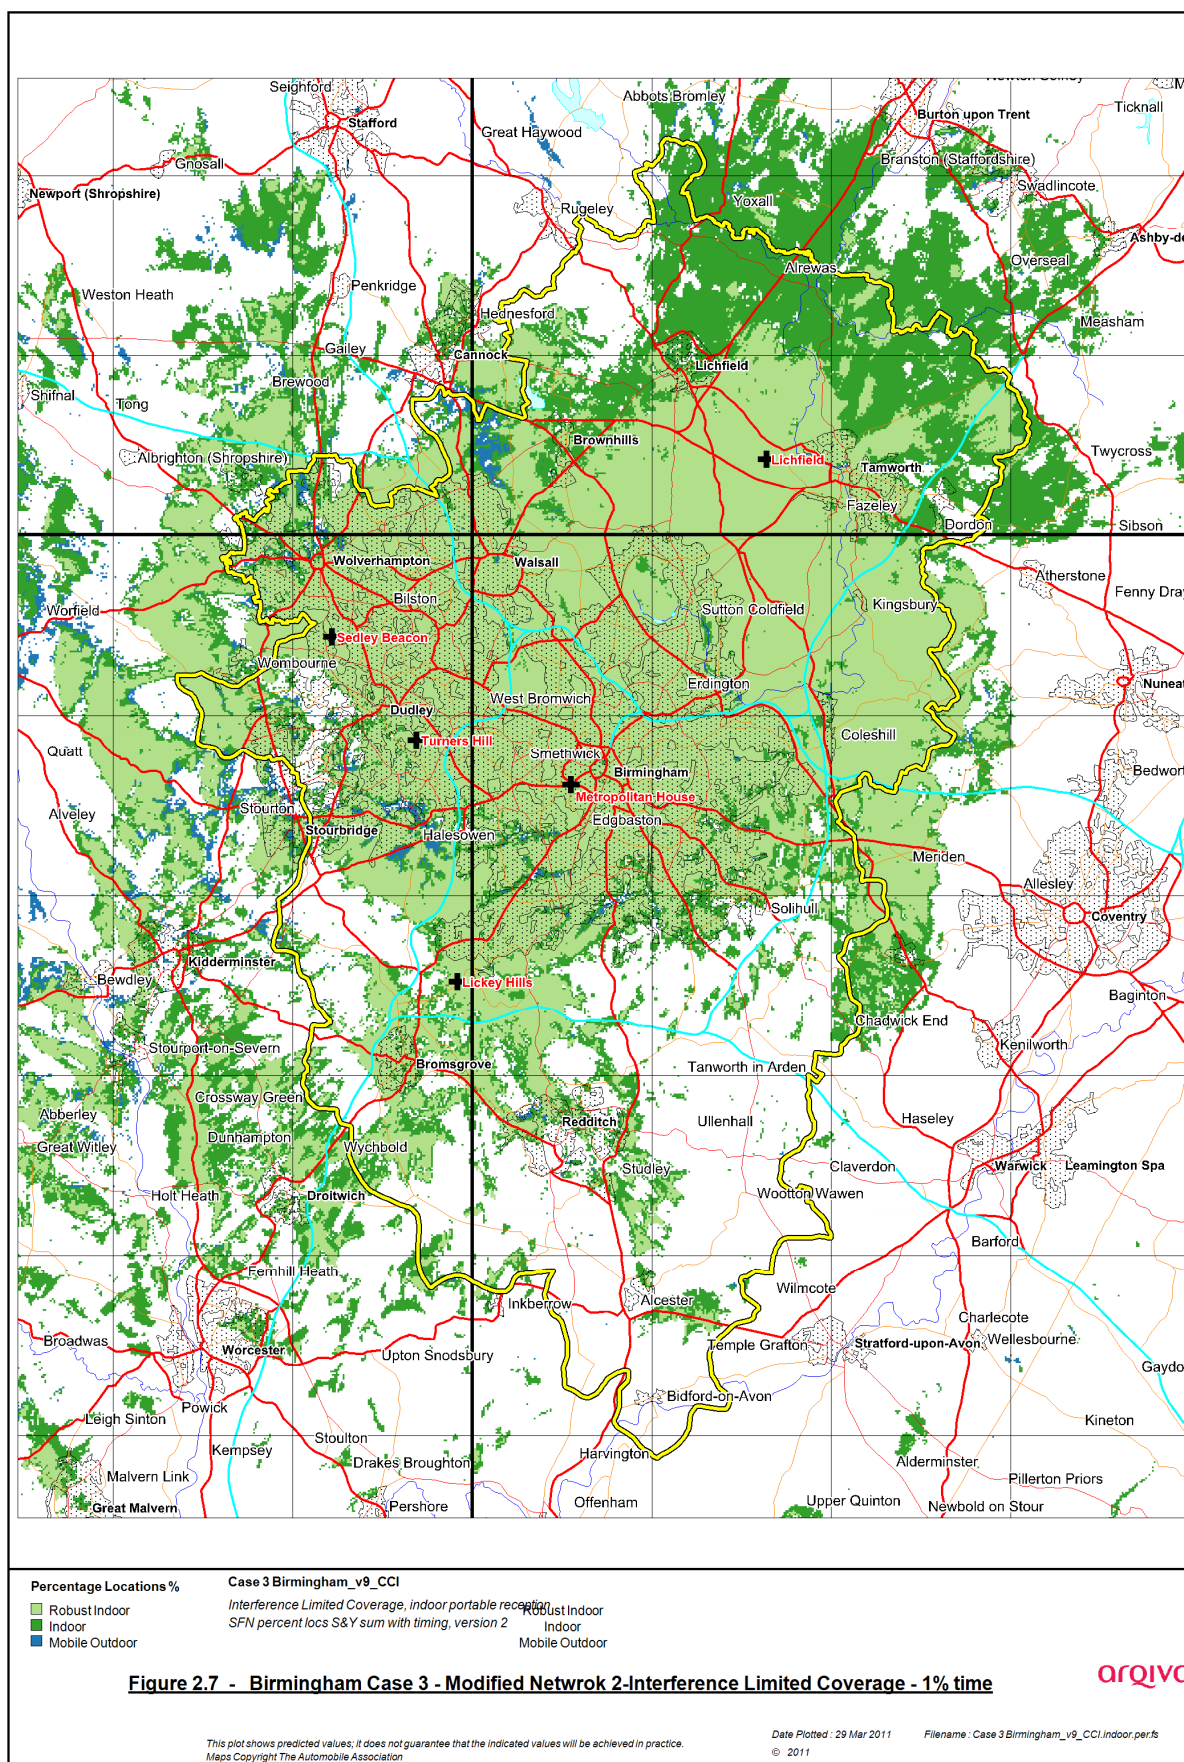 Seighford
Abbots Bromley
Ticknall
Stafford
Great Haywood
Burton upon Trent
Gnosall
Branston (Staffordshire)
Newport (Shropshire)
Swadlincote
Rugeley
Yoxall
Ashby-de
Overseal
Alrewas
Weston Heath
Penkridge
Hednesford
Measham
Gailey
Cannock
Lichfield
Brewood
Shifnal
Tong
Brownhills
Albrighton (Shropshire)
Lichfield
Tamworth
Twycross
Fazeley
Dordon
Sibson
Wolverhampton
Walsall
Atherstone
Fenny Dray
Bilston
Worfield
Sutton Coldfield
Kingsbury
Sedley Beacon
Wombourne
Erdington
Nuneat
West Bromwich
Dudley
Turners Hill
Coleshill
Quatt
Smethwick
Birmingham
Bedwort
Metropolitan House
Alveley
Stourton
Edgbaston
Stourbridge
Halesowen
Meriden
Allesley
Solihull
Coventry
Kidderminster
Bewdley
Lickey Hills
Baginton
Chadwick End
Stourport-on-Severn
Kenilworth
Bromsgrove
Tanworth in Arden
Crossway Green
Abberley
Redditch
Ullenhall
Haseley
Great Witley
Dunhampton
Wychbold
Studley
Claverdon
Warwick
Leamington Spa
Holt Heath
Droitwich
Wootton Wawen
Barford
Fernhill Heath
Wilmcote
Inkberrow
Alcester
Charlecote
Broadwas
Worcester
Upton Snodsbury
Temple Grafton
Stratford-upon-Avon
Wellesbourne
Gaydo
Powick
Bidford-on-Avon
Leigh Sinton
Kineton
Stoulton
Kempsey
Harvington
Drakes Broughton
Alderminster
Malvern Link
Pillerton Priors
Great Malvern
Pershore
Offenham
Upper Quinton
Newbold on Stour
Percentage Locations %
Robust Indoor
Indoor
Mobile Outdoor
Case 3 Birmingham_v9_CCI
Interference Limited Coverage, indoor portable reception
SFN percent locs S&Y sum with timing, version 2
Robust Indoor
Indoor
Mobile Outdoor
Figure 2.7 - Birmingham Case 3 - Modified Netwrok 2-Interference Limited Coverage - 1% time
arqiva
This plot shows predicted values; it does not guarantee that the indicated values will be achieved in practice.
Maps Copyright The Automobile Association
Date Plotted : 29 Mar 2011
Filename : Case 3 Birmingham_v9_CCI.indoor.per.fs
© 2011